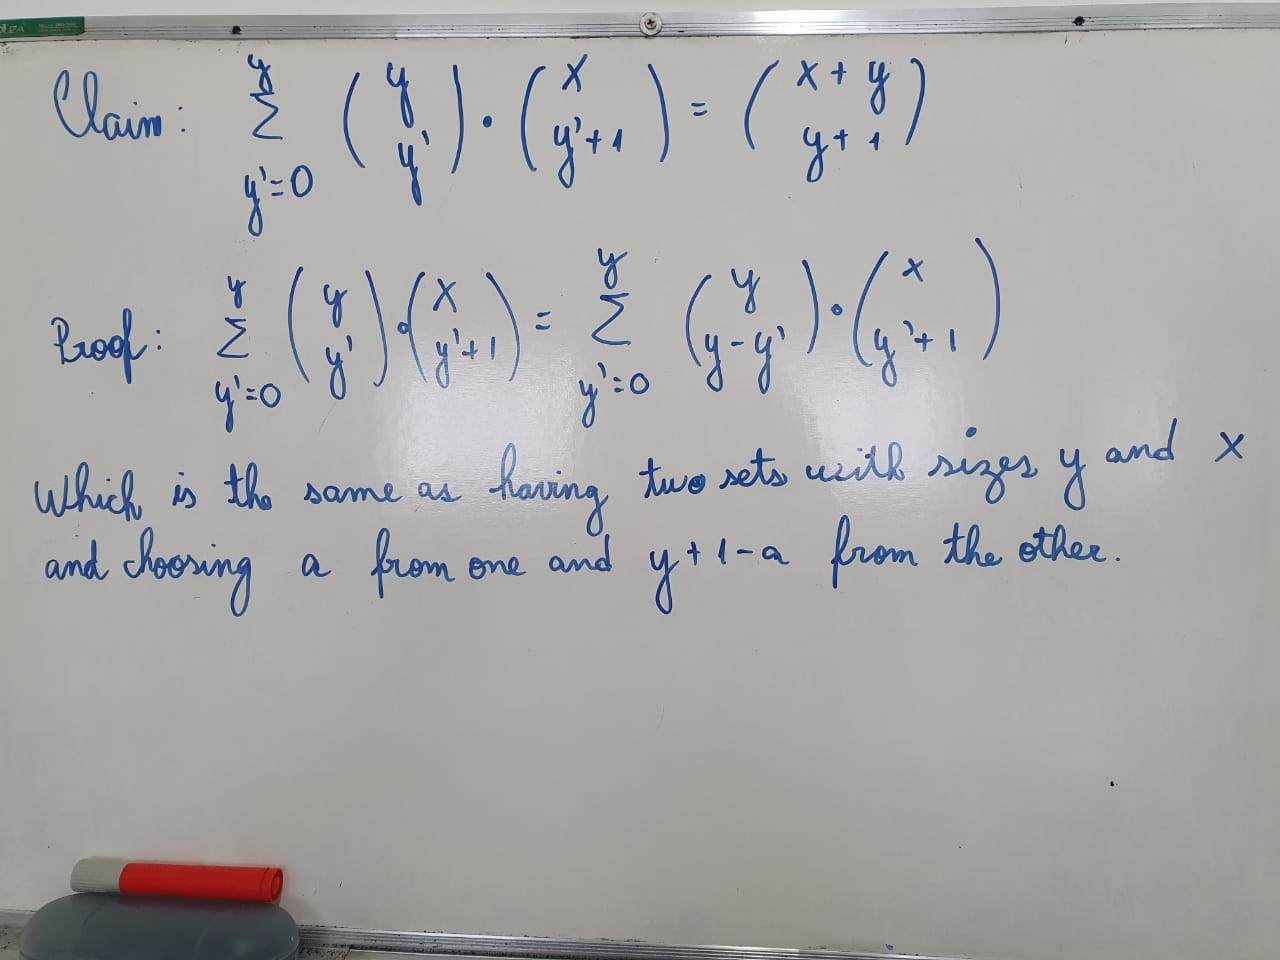 Claim: \sum_{y'=0}^{y} \binom{y}{y'} \cdot \binom{x}{y'+1} = \binom{x+y}{y+1}
Proof: \sum_{y'=0}^{y} \binom{y}{y'} \cdot \binom{x}{y'+1} = \sum_{y'=0}^{y} \binom{y}{y-y'} \cdot \binom{x}{y'+1}
Which is the same as having two sets with sizes y and x
and choosing a from one and y+1-a from the other.